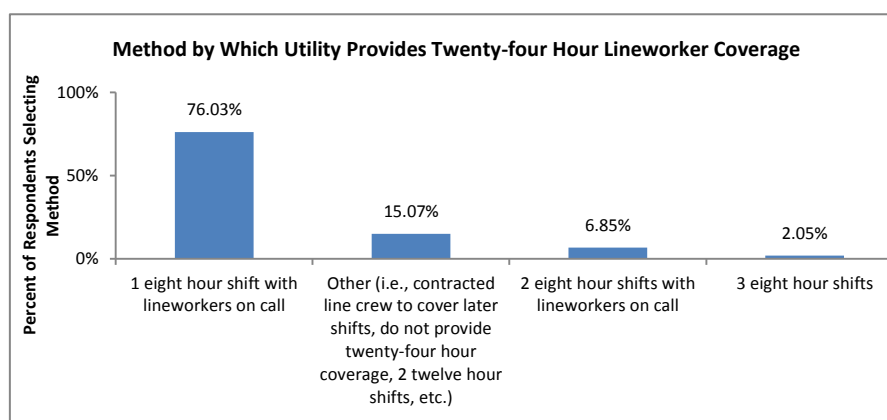 Method by Which Utility Provides Twenty-four Hour Lineworker Coverage
Percent of Respondents Selecting
Method
100%
50%
0%
76.03%
15.07%
6.85%
2.05%
1 eight hour shift with
lineworkers on call
Other (i.e., contracted
line crew to cover later
shifts, do not provide
twenty-four hour
coverage, 2 twelve hour
shifts, etc.)
2 eight hour shifts with
lineworkers on call
3 eight hour shifts